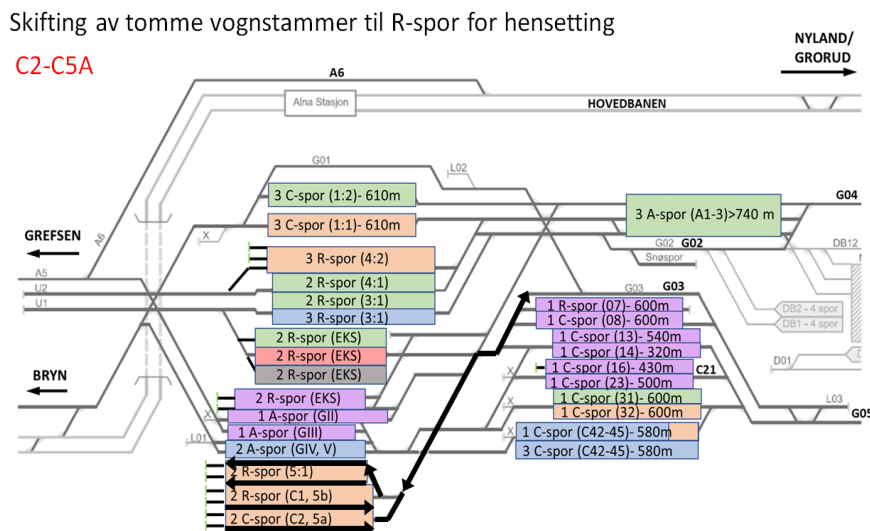 Skifting av tomme vognstammer til R-spor for hensetting
C2-C5A
NYLAND/
GRORUD
A6
Alna Stasjon
HOVEDBANEN
G01
L02
3 C-spor (1:2)- 610m
3 A-spor (A1-3)>740 m
G04
3 C-spor (1:1)- 610m
GREFSEN
A6
X
G02
G02
DB12
Snøspor
3 R-spor (4:2)
A5
U2
U1
2 R-spor (4:1)
2 R-spor (3:1)
3 R-spor (3:1)
G03
G03
DB2 - 4 spor
DB1 - 4 spor
1 R-spor (07)- 600m
1 C-spor (08)- 600m
1 C-spor (13)- 540m
1 C-spor (14)- 320m
1 C-spor (16)- 430m
1 C-spor (23)- 500m
1 C-spor (31)- 600m
1 C-spor (32)- 600m
1 C-spor (C42-45)- 580m
3 C-spor (C42-45)- 580m
C21
D01
L03
G05
X
X
X
2 R-spor (EKS)
2 R-spor (EKS)
2 R-spor (EKS)
BRYN
2 R-spor (EKS)
1 A-spor (GII)
1 A-spor (GIII)
2 A-spor (GIV, V)
X
L01
2 R-spor (5:1)
2 R-spor (C1, 5b)
2 C-spor (C2, 5a)